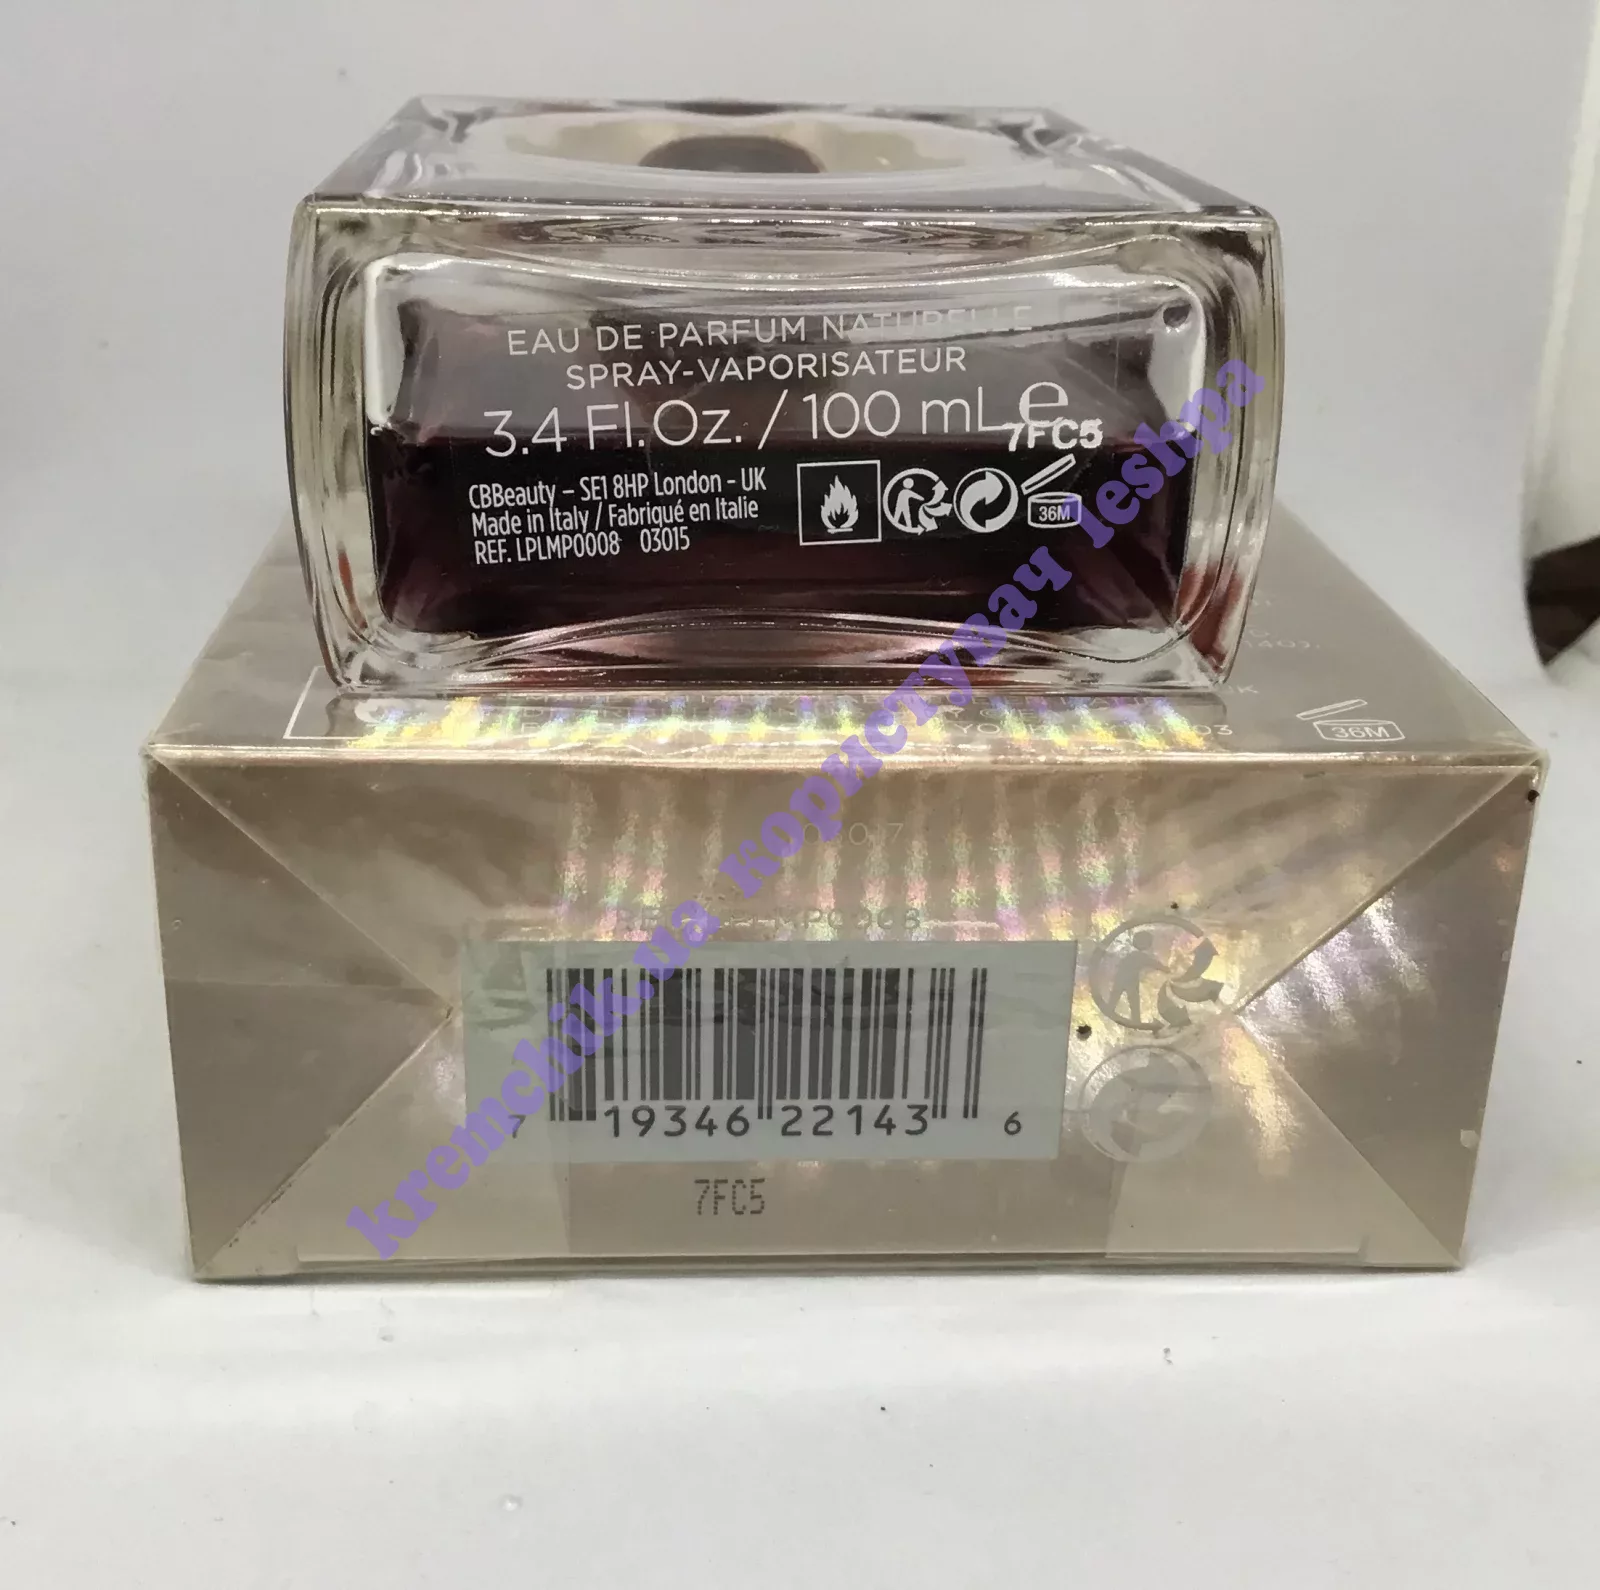 EAU DE PARFUM NATURELLE
SPRAY-VAPORISATEUR
3.4 Fl.Oz. / 100 mL e
7FC5
CBBeauty – SE1 8HP London - UK
Made in Italy / Fabriqué en Italie
REF. LPLMP0008 03015
36M
36M
7 19346 22143 6
7FC5
kremchik.ua користувач leshpa